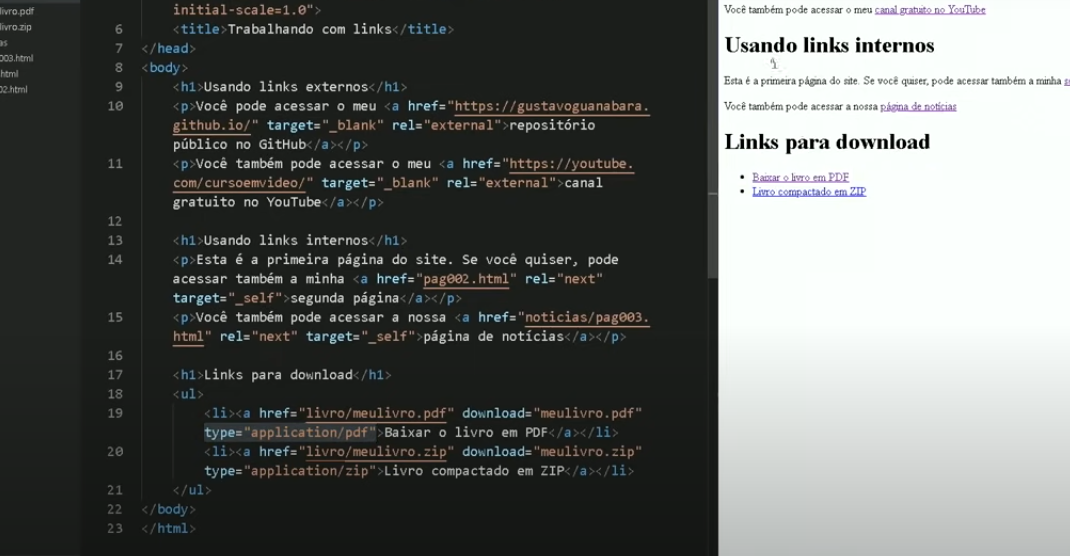 livro.pdf
livro.zip
as
003.html
html
02.html
initial-scale=1.0">
6 <title>Trabalhando com links</title>
7 </head>
8 <body>
9 <h1>Usando links externos</h1>
10 <p>Você pode acessar o meu <a href="https://gustavoguanabara.
github.io/" target="_blank" rel="external">repositório
público no GitHub</a></p>
11 <p>Você também pode acessar o meu <a href="https://youtube.
com/cursoemvideo/" target="_blank" rel="external">canal
gratuito no YouTube</a></p>
12
13 <h1>Usando links internos</h1>
14 <p>Esta é a primeira página do site. Se você quiser, pode
acessar também a minha <a href="pag002.html" rel="next"
target="_self">segunda página</a></p>
15 <p>Você também pode acessar a nossa <a href="noticias/pag003.
html" rel="next" target="_self">página de notícias</a></p>
16
17 <h1>Links para download</h1>
18 <ul>
19 <li><a href="livro/meulivro.pdf" download="meulivro.pdf"
type="application/pdf">Baixar o livro em PDF</a></li>
20 <li><a href="livro/meulivro.zip" download="meulivro.zip"
type="application/zip">Livro compactado em ZIP</a></li>
21 </ul>
22 </body>
23 </html>
Você também pode acessar o meu canal gratuito no YouTube
Usando links internos
Esta é a primeira página do site. Se você quiser, pode acessar também a minha
Você também pode acessar a nossa página de notícias
Links para download
• Baixar o livro em PDF
• Livro compactado em ZIP